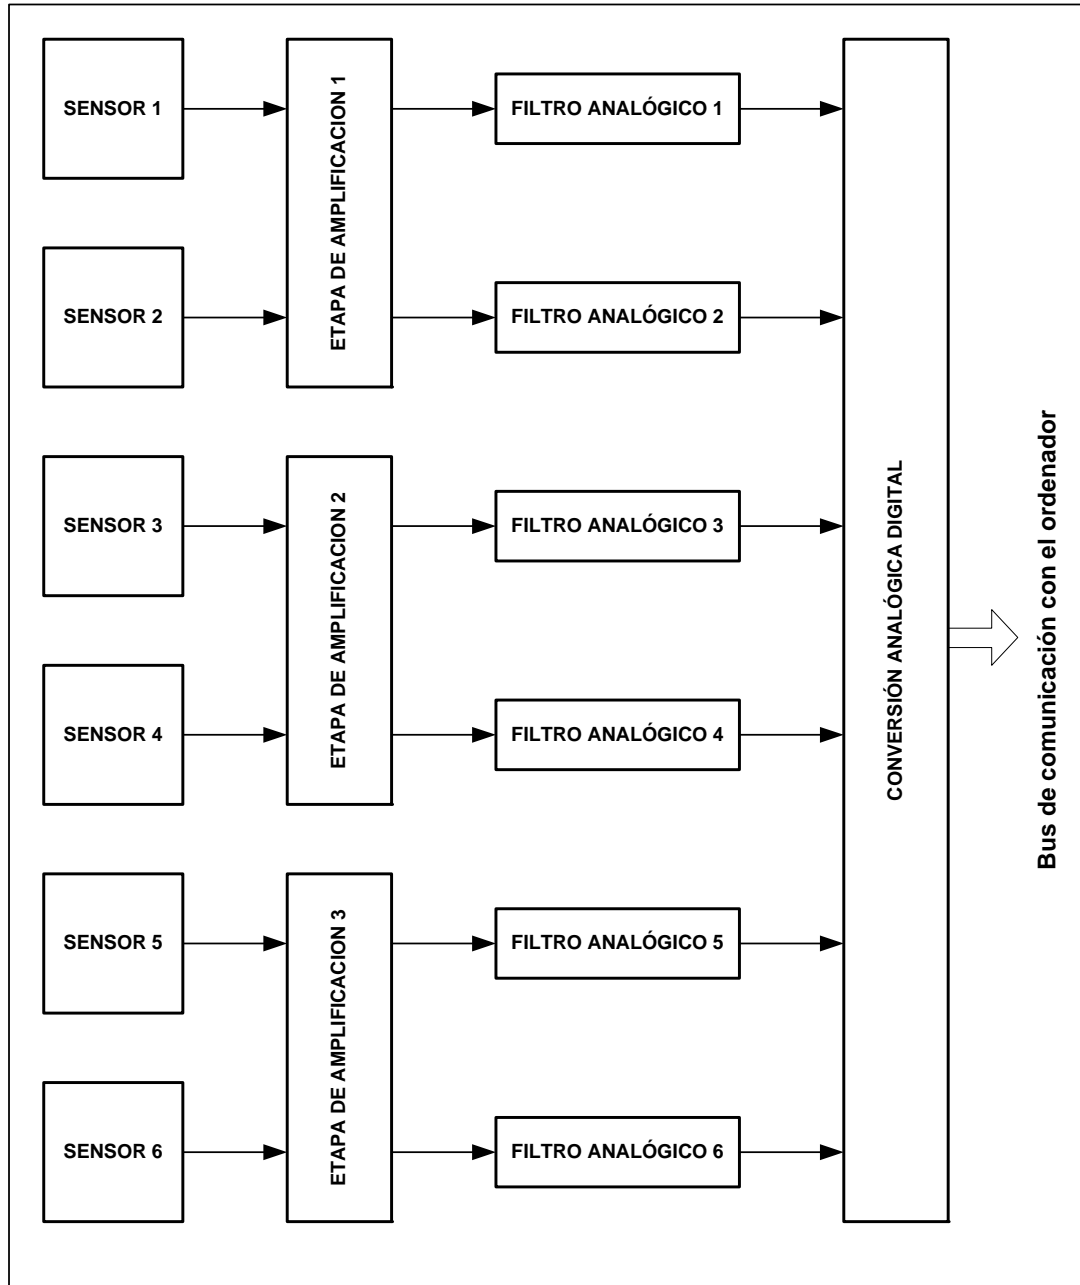 SENSOR 1
ETAPA DE AMPLIFICACION 1
FILTRO ANALÓGICO 1
SENSOR 2
FILTRO ANALÓGICO 2
SENSOR 3
ETAPA DE AMPLIFICACION 2
FILTRO ANALÓGICO 3
SENSOR 4
FILTRO ANALÓGICO 4
SENSOR 5
ETAPA DE AMPLIFICACION 3
FILTRO ANALÓGICO 5
SENSOR 6
FILTRO ANALÓGICO 6
CONVERSIÓN ANALÓGICA DIGITAL
Bus de comunicación con el ordenador